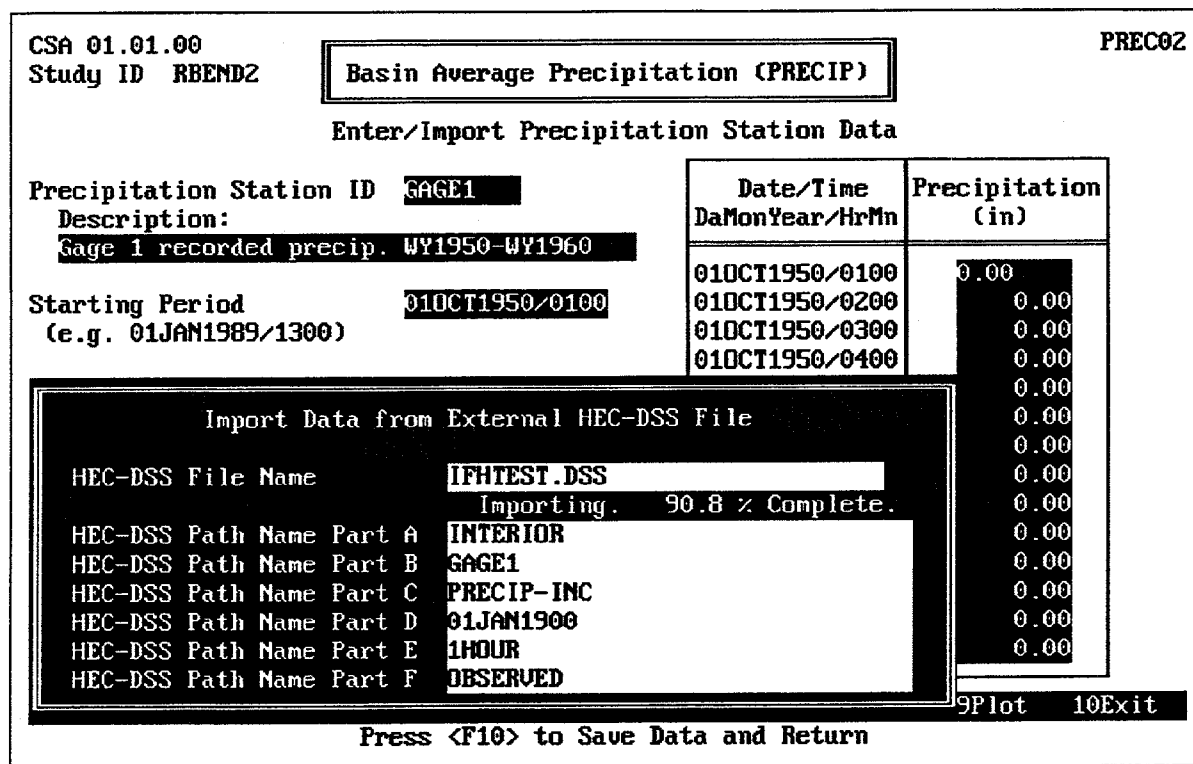 CSA 01.01.00
PREC02
Study ID RBEND2
Basin Average Precipitation (PRECIP)
Enter/Import Precipitation Station Data
Precipitation Station ID GAGE1
Description:
Gage 1 recorded precip. WY1950-WY1960
Starting Period 01OCT1950/0100
(e.g. 01JAN1989/1300)
Date/Time Precipitation
DaMonYear/HrMn (in)
01OCT1950/0100 0.00
01OCT1950/0200 0.00
01OCT1950/0300 0.00
01OCT1950/0400 0.00
0.00
0.00
0.00
0.00
0.00
0.00
0.00
0.00
0.00
0.00
Import Data from External HEC-DSS File
HEC-DSS File Name IFHTEST.DSS
Importing. 90.8 % Complete.
HEC-DSS Path Name Part A INTERIOR
HEC-DSS Path Name Part B GAGE1
HEC-DSS Path Name Part C PRECIP-INC
HEC-DSS Path Name Part D 01JAN1900
HEC-DSS Path Name Part E 1HOUR
HEC-DSS Path Name Part F OBSERVED
9Plot 10Exit
Press <F10> to Save Data and Return